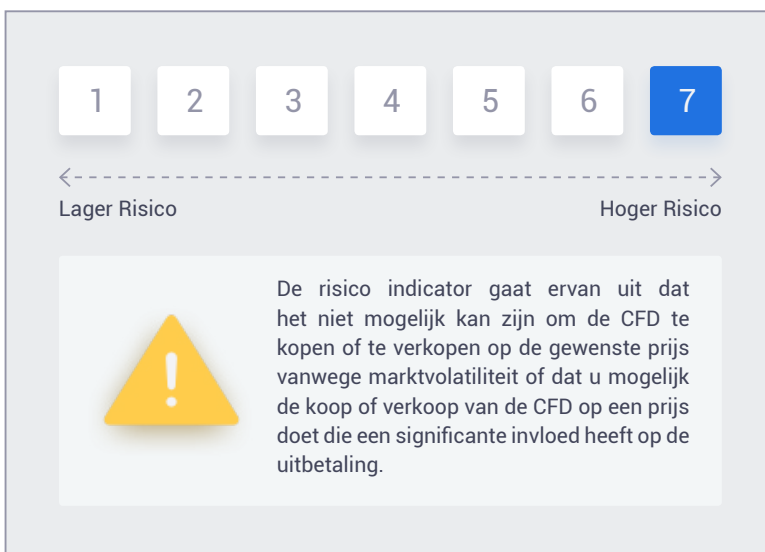 1 2 3 4 5 6 7
Lager Risico Hoger Risico
De risico indicator gaat ervan uit dat
het niet mogelijk kan zijn om de CFD te
kopen of te verkopen op de gewenste prijs
vanwege marktvolatiliteit of dat u mogelijk
de koop of verkoop van de CFD op een prijs
doet die een significante invloed heeft op de
uitbetaling.